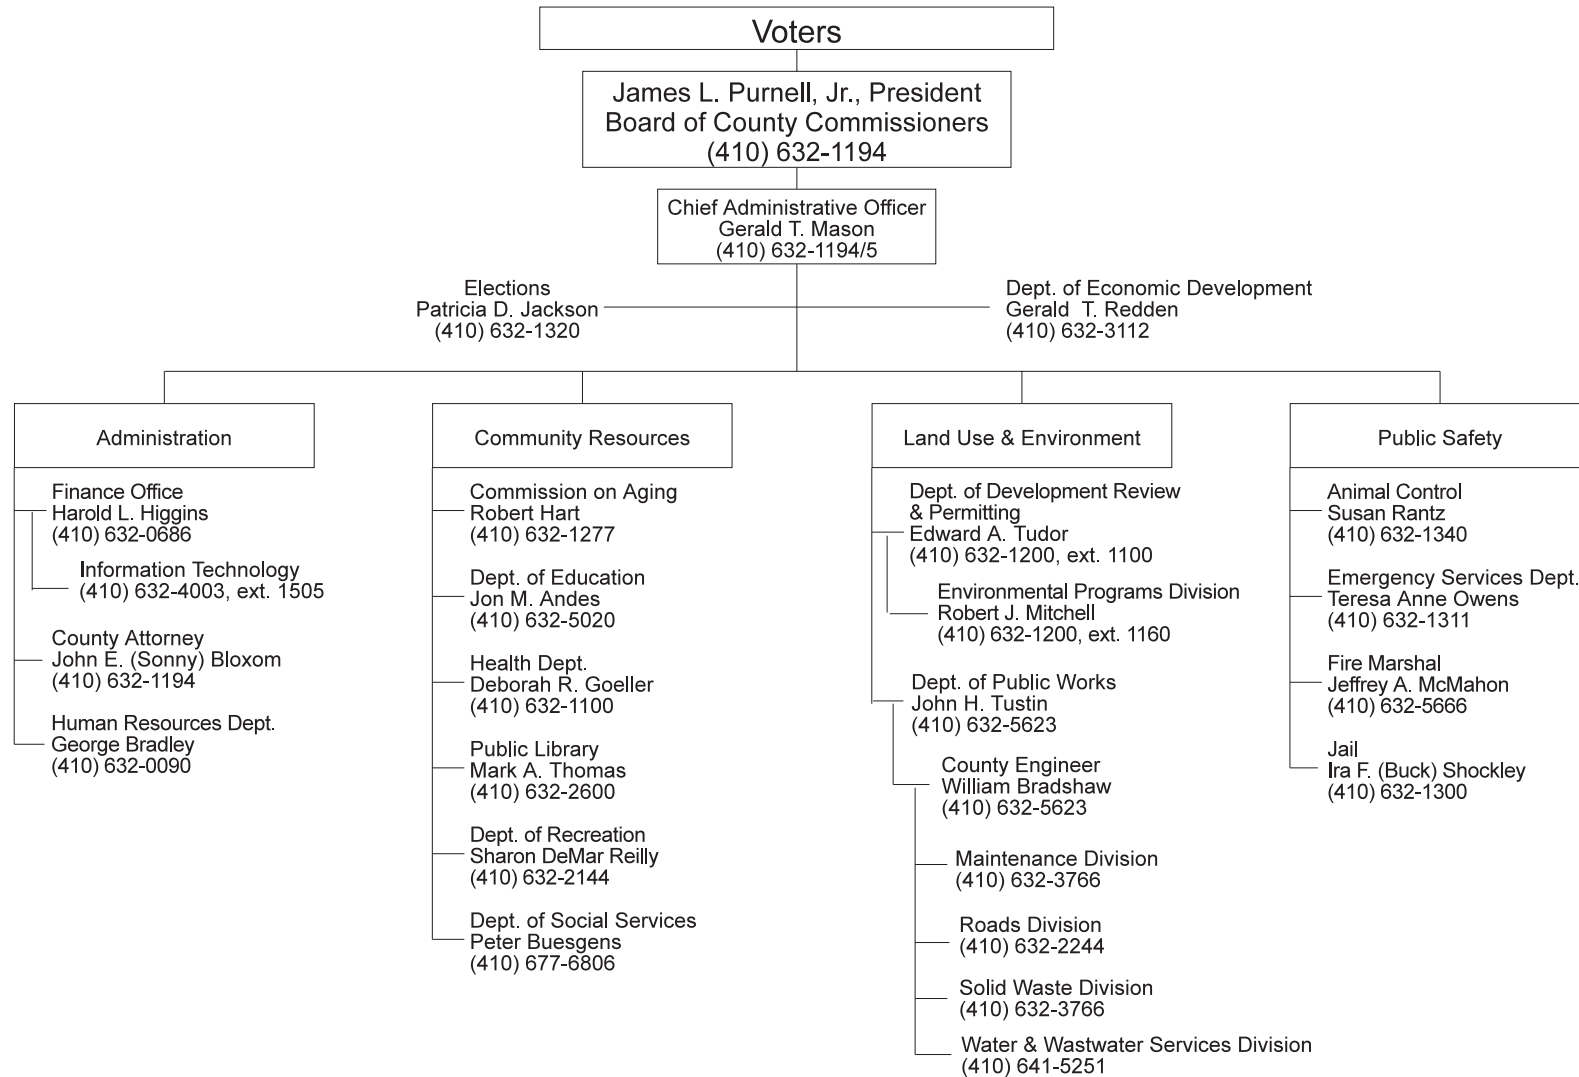 Voters
James L. Purnell, Jr., President
Board of County Commissioners
(410) 632-1194
Chief Administrative Officer
Gerald T. Mason
(410) 632-1194/5
Elections
Patricia D. Jackson
(410) 632-1320
Dept. of Economic Development
Gerald T. Redden
(410) 632-3112
Administration
Finance Office
Harold L. Higgins
(410) 632-0686
Information Technology
(410) 632-4003, ext. 1505
County Attorney
John E. (Sonny) Bloxom
(410) 632-1194
Human Resources Dept.
George Bradley
(410) 632-0090
Community Resources
Commission on Aging
Robert Hart
(410) 632-1277
Dept. of Education
Jon M. Andes
(410) 632-5020
Health Dept.
Deborah R. Goeller
(410) 632-1100
Public Library
Mark A. Thomas
(410) 632-2600
Dept. of Recreation
Sharon DeMar Reilly
(410) 632-2144
Dept. of Social Services
Peter Buesgens
(410) 677-6806
Land Use & Environment
Dept. of Development Review
& Permitting
Edward A. Tudor
(410) 632-1200, ext. 1100
Environmental Programs Division
Robert J. Mitchell
(410) 632-1200, ext. 1160
Dept. of Public Works
John H. Tustin
(410) 632-5623
County Engineer
William Bradshaw
(410) 632-5623
Maintenance Division
(410) 632-3766
Roads Division
(410) 632-2244
Solid Waste Division
(410) 632-3766
Water & Wastwater Services Division
(410) 641-5251
Public Safety
Animal Control
Susan Rantz
(410) 632-1340
Emergency Services Dept.
Teresa Anne Owens
(410) 632-1311
Fire Marshal
Jeffrey A. McMahon
(410) 632-5666
Jail
Ira F. (Buck) Shockley
(410) 632-1300